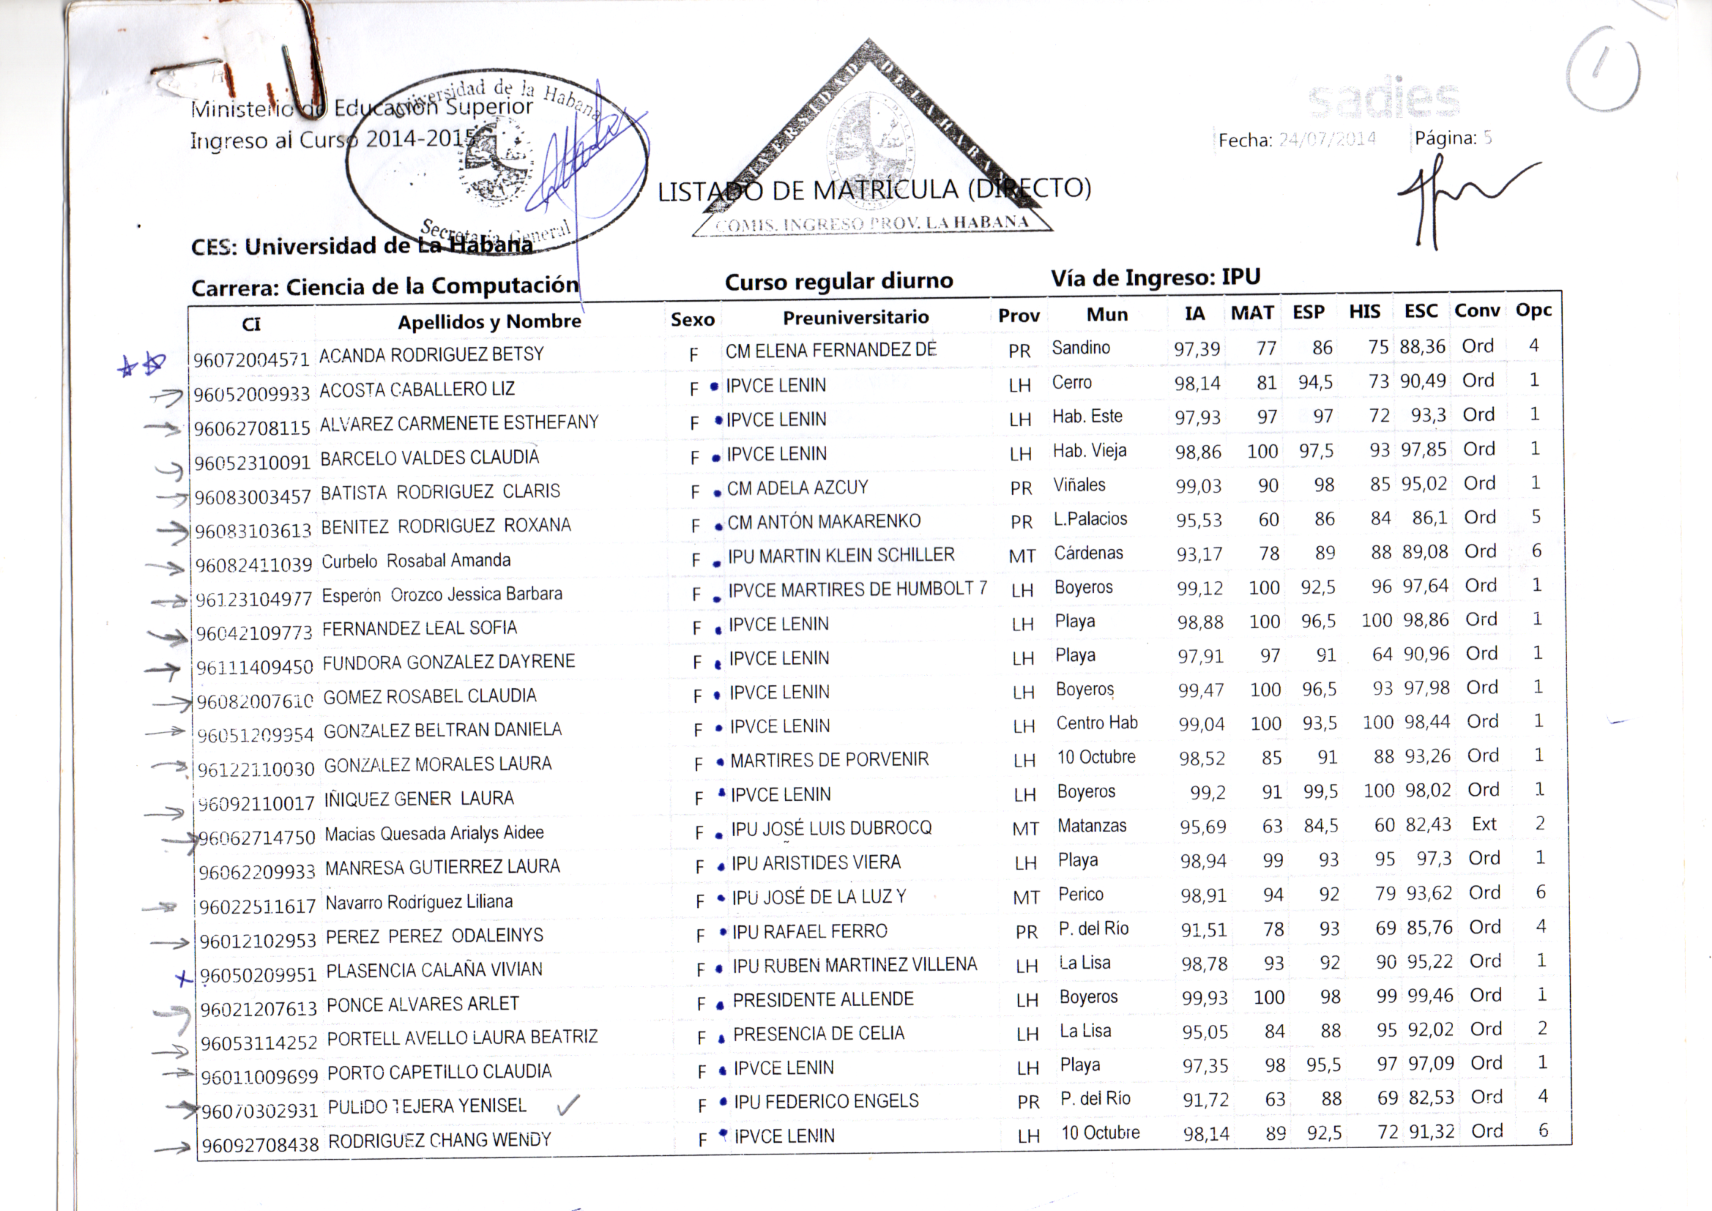 1
sadies
Ministerio de Educación Superior
Ingreso al Curso 2014-2015
Universidad de la Habana
Secretaría General
UNIVERSIDAD DE LA HABANA
COMIS. INGRESO PROV. LA HABANA
Fecha: 24/07/2014 Página: 5
LISTADO DE MATRICULA (DIRECTO)
CES: Universidad de La Habana
Carrera: Ciencia de la Computación Curso regular diurno Vía de Ingreso: IPU
CI Apellidos y Nombre Sexo Preuniversitario Prov Mun IA MAT ESP HIS ESC Conv Opc
96072004571 ACANDA RODRIGUEZ BETSY F CM ELENA FERNANDEZ DE PR Sandino 97,39 77 86 75 88,36 Ord 4
96052009933 ACOSTA CABALLERO LIZ F IPVCE LENIN LH Cerro 98,14 81 94,5 73 90,49 Ord 1
96062708115 ALVAREZ CARMENETE ESTHEFANY F IPVCE LENIN LH Hab. Este 97,93 97 97 72 93,3 Ord 1
96052310091 BARCELO VALDES CLAUDIA F IPVCE LENIN LH Hab. Vieja 98,86 100 97,5 93 97,85 Ord 1
96083003457 BATISTA RODRIGUEZ CLARIS F CM ADELA AZCUY PR Viñales 99,03 90 98 85 95,02 Ord 1
96083103613 BENITEZ RODRIGUEZ ROXANA F CM ANTÓN MAKARENKO PR L.Palacios 95,53 60 86 84 86,1 Ord 5
96082411039 Curbelo Rosabal Amanda F IPU MARTIN KLEIN SCHILLER MT Cárdenas 93,17 78 89 88 89,08 Ord 6
96123104977 Esperón Orozco Jessica Barbara F IPVCE MARTIRES DE HUMBOLT 7 LH Boyeros 99,12 100 92,5 96 97,64 Ord 1
96042109773 FERNANDEZ LEAL SOFIA F IPVCE LENIN LH Playa 98,88 100 96,5 100 98,86 Ord 1
96111409450 FUNDORA GONZALEZ DAYRENE F IPVCE LENIN LH Playa 97,91 97 91 64 90,96 Ord 1
96082007610 GOMEZ ROSABEL CLAUDIA F IPVCE LENIN LH Boyeros 99,47 100 96,5 93 97,98 Ord 1
96051209954 GONZALEZ BELTRAN DANIELA F IPVCE LENIN LH Centro Hab 99,04 100 93,5 100 98,44 Ord 1
96122110030 GONZALEZ MORALES LAURA F MARTIRES DE PORVENIR LH 10 Octubre 98,52 85 91 88 93,26 Ord 1
96092110017 IÑIQUEZ GENER LAURA F IPVCE LENIN LH Boyeros 99,2 91 99,5 100 98,02 Ord 1
96062714750 Macias Quesada Arialys Aidee F IPU JOSÉ LUIS DUBROCQ MT Matanzas 95,69 63 84,5 60 82,43 Ext 2
96062209933 MANRESA GUTIERREZ LAURA F IPU ARISTIDES VIERA LH Playa 98,94 99 93 95 97,3 Ord 1
96022511617 Navarro Rodríguez Liliana F IPU JOSÉ DE LA LUZ Y MT Perico 98,91 94 92 79 93,62 Ord 6
96012102953 PEREZ PEREZ ODALEINYS F IPU RAFAEL FERRO PR P. del Río 91,51 78 93 69 85,76 Ord 4
96050209951 PLASENCIA CALAÑA VIVIAN F IPU RUBEN MARTINEZ VILLENA LH La Lisa 98,78 93 92 90 95,22 Ord 1
96021207613 PONCE ALVARES ARLET F PRESIDENTE ALLENDE LH Boyeros 99,93 100 98 99 99,46 Ord 1
96053114252 PORTELL AVELLO LAURA BEATRIZ F PRESENCIA DE CELIA LH La Lisa 95,05 84 88 95 92,02 Ord 2
96011009699 PORTO CAPETILLO CLAUDIA F IPVCE LENIN LH Playa 97,35 98 95,5 97 97,09 Ord 1
96070302931 PULIDO TEJERA YENISEL F IPU FEDERICO ENGELS PR P. del Río 91,72 63 88 69 82,53 Ord 4
96092708438 RODRIGUEZ CHANG WENDY F IPVCE LENIN LH 10 Octubre 98,14 89 92,5 72 91,32 Ord 6